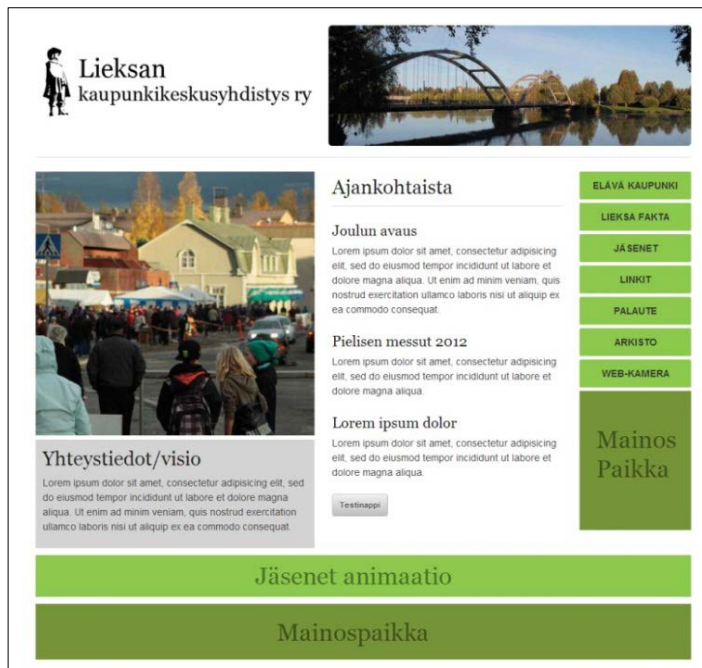 Lieksan
kaupunkikeskusyhdistys ry
Yhteystiedot/visio
Lorem ipsum dolor sit amet, consectetur adipisicing elit, sed
do eiusmod tempor incididunt ut labore et dolore magna
aliqua. Ut enim ad minim veniam, quis nostrud exercitation
ullamco laboris nisi ut aliquip ex ea commodo consequat.
Ajankohtaista
Joulun avaus
Lorem ipsum dolor sit amet, consectetur adipisicing
elit, sed do eiusmod tempor incididunt ut labore et
dolore magna aliqua. Ut enim ad minim veniam, quis
nostrud exercitation ullamco laboris nisi ut aliquip ex
ea commodo consequat.
Pielisen messut 2012
Lorem ipsum dolor sit amet, consectetur adipisicing
elit, sed do eiusmod tempor incididunt ut labore et
dolore magna aliqua.
Lorem ipsum dolor
Lorem ipsum dolor sit amet, consectetur adipisicing
elit, sed do eiusmod tempor incididunt ut labore et
dolore magna aliqua.
Testinappi
ELÄVÄ KAUPUNKI
LIEKSA FAKTA
JÄSENET
LINKIT
PALAUTE
ARKISTO
WEB-KAMERA
Mainos
Paikka
Jäsenet animaatio
Mainospaikka